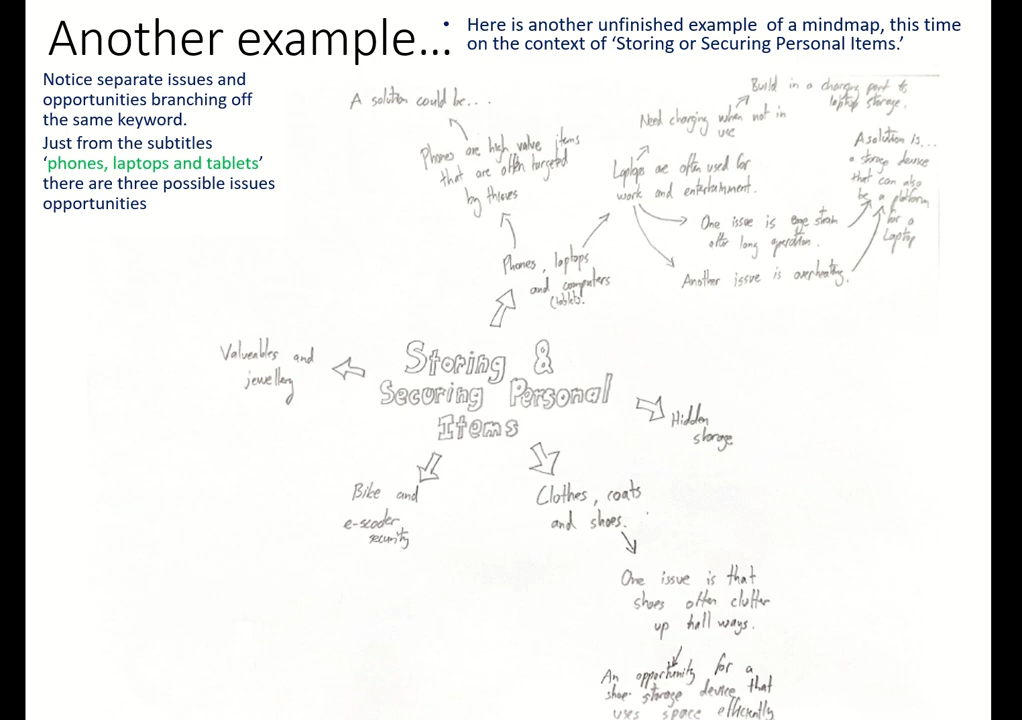 Another example...
• Here is another unfinished example of a mindmap, this time
on the context of 'Storing or Securing Personal Items.'
Notice separate issues and
opportunities branching off
the same keyword.
Just from the subtitles
'phones, laptops and tablets'
there are three possible issues
opportunities
A solution could be...
Phones are high value items
that are often targeted
by thieves
Build in a charging port to
laptop storage.
Need charging when not in
use
Laptops are often used for
work and entertainment.
A solution is...
a storage device
that can also
be a platform
for a
Laptop
One issue is eye strain
after long operation.
Another issue is overheating.
Phones, laptops
and computers
(tablets).
Valueables and
jewellery
Storing &
Securing Personal
Items
Hidden
storage
Bike and
e-scooter
security
Clothes, coats
and shoes.
One issue is that
shoes often clutter
up hall ways.
An opportunity for a
shoe storage device that
uses space efficiently